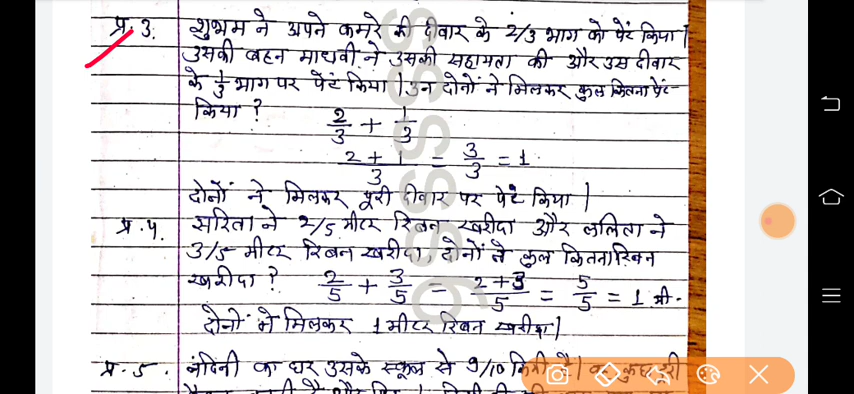 प्र. 3. शुभम ने अपने कमरे की दीवार के 2/3 भाग को पेंट किया|
उसकी बहन माधवी ने उसकी सहायता की और उस दीवार
के 1/3 भाग पर पेंट किया| उन दोनों ने मिलकर कुल कितना पेंट
किया ? 2/3 + 1/3
2+1/3 = 3/3 = 1.
दोनों ने मिलकर पूरी दीवार पर पेंट किया|
प्र. 4. सरिता ने 2/5 मीटर रिबन खरीदा और ललिता ने
3/5 मीटर रिबन खरीदा, दोनों ने कुल कितना रिबन
खरीदा ? 2/5 + 3/5 = 2+3/5 = 5/5 = 1 मी.
दोनों ने मिलकर 1 मीटर रिबन खरीदा|
प्र. 5. नंदिनी का घर उसके स्कूल से 9/10 किमी है| वह कुछ दूरी